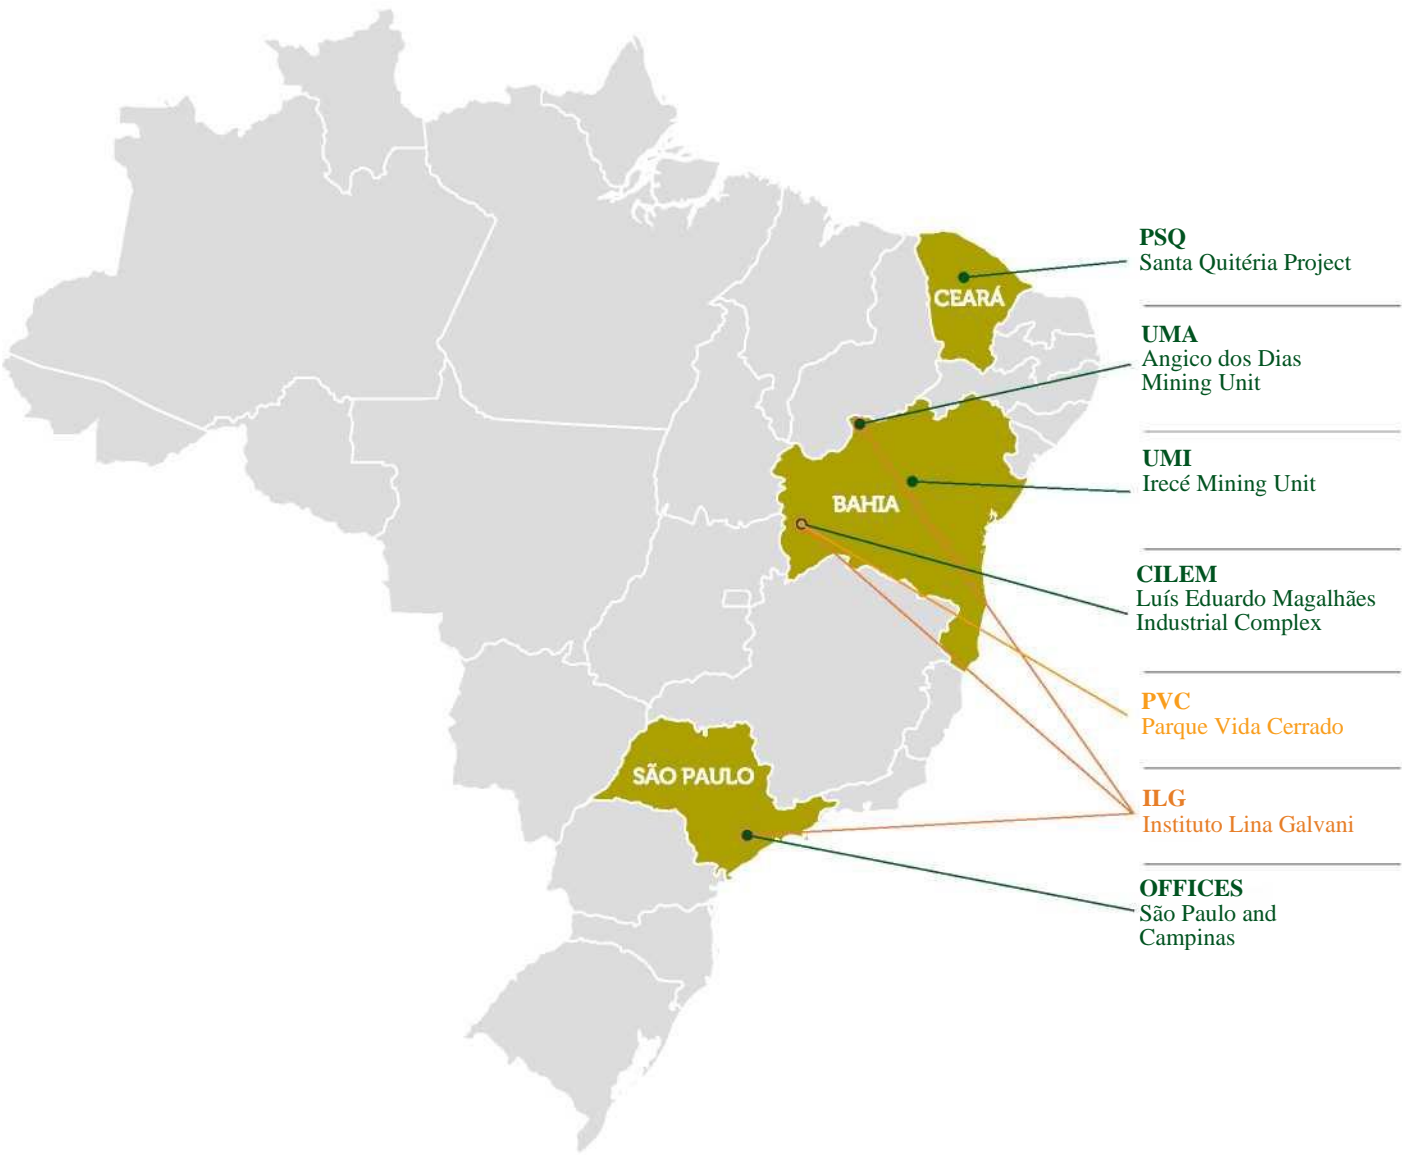 PSQ
Santa Quitéria Project
CEARÁ
UMA
Angico dos Dias
Mining Unit
UMI
Irecé Mining Unit
BAHIA
CILEM
Luís Eduardo Magalhães
Industrial Complex
PVC
Parque Vida Cerrado
SÃO PAULO
ILG
Instituto Lina Galvani
OFFICES
São Paulo and
Campinas